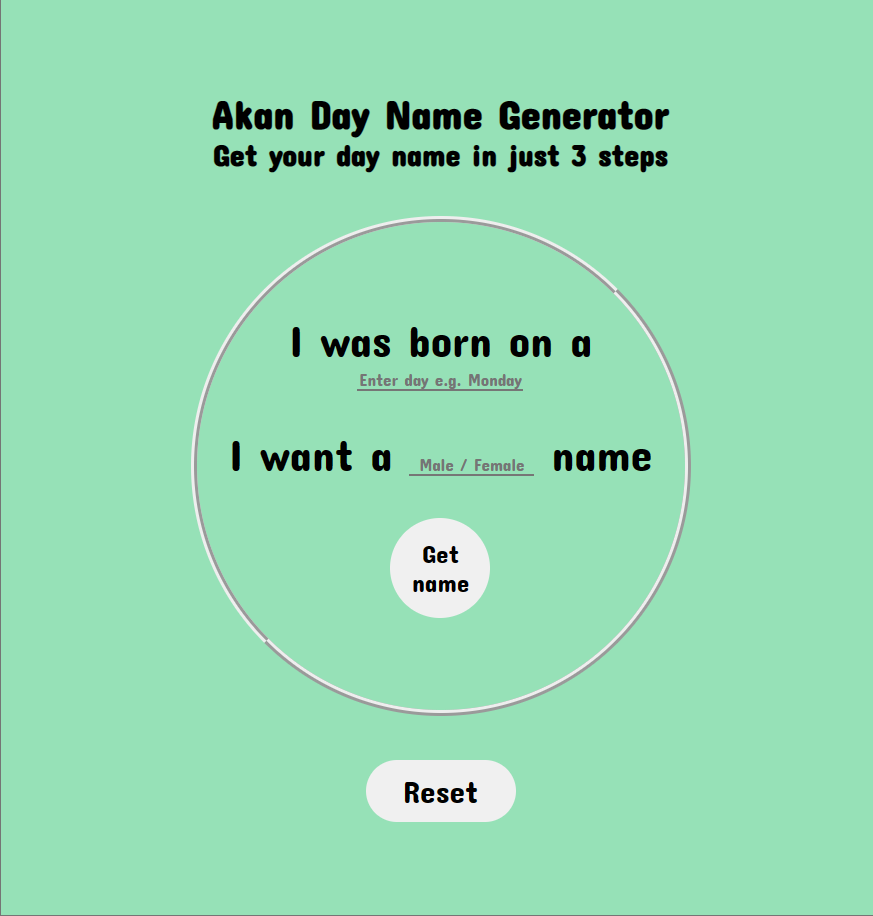 Akan Day Name Generator
Get your day name in just 3 steps
I was born on a
Enter day e.g. Monday
I want a Male / Female name
Get
name
Reset